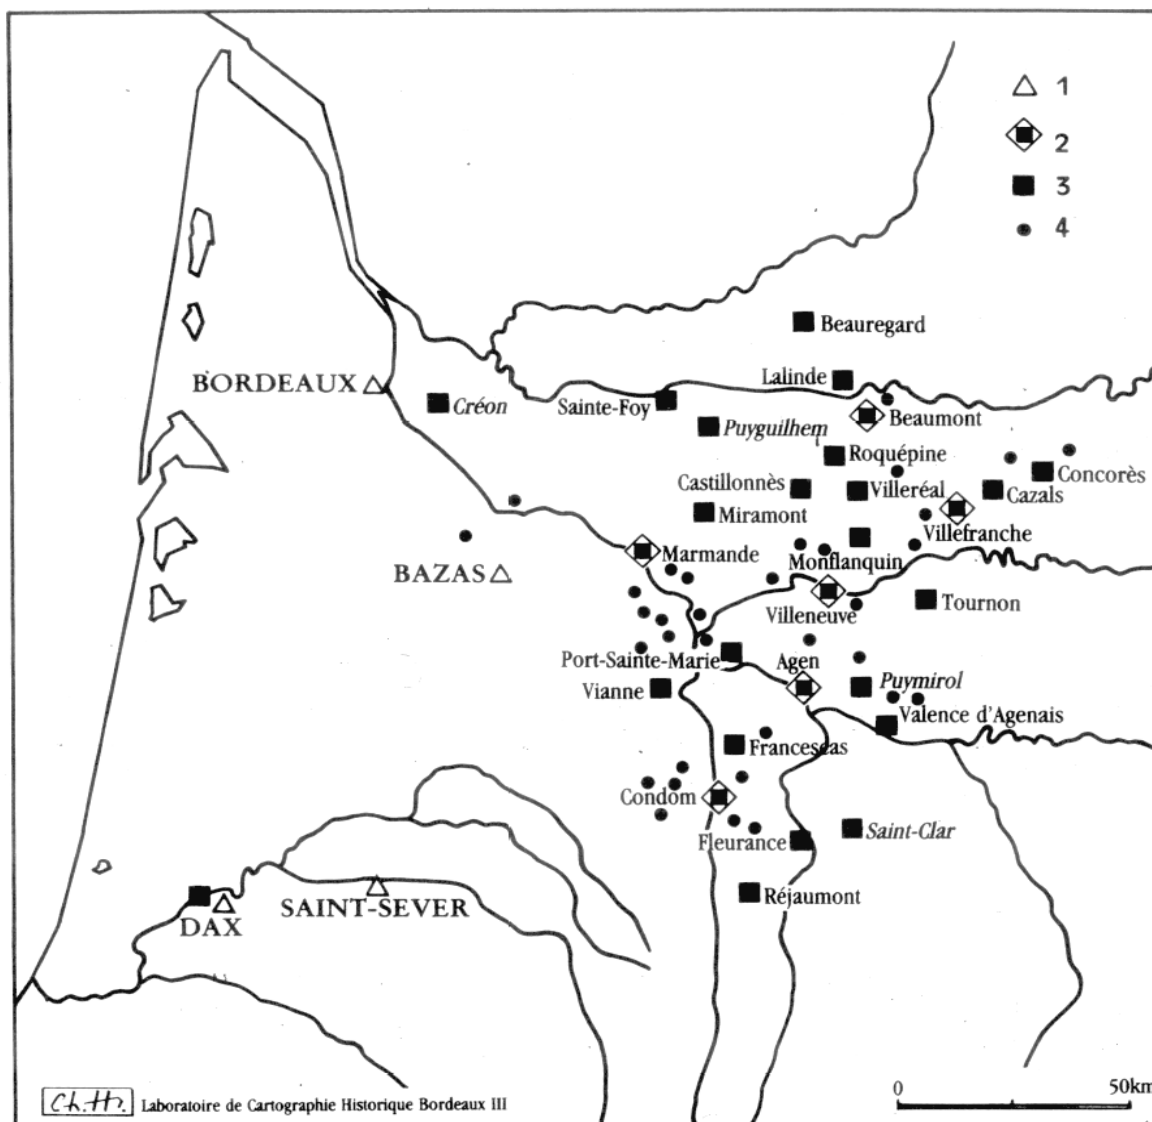 1
2
3
4
Beauregard
Lalinde
BORDEAUX
Créon
Sainte-Foy
Beaumont
Puyguilhem
Roquépine
Concorès
Castillonnès
Villeréal
Cazals
Miramont
Villefranche
Marmande
Monflanquin
BAZAS
Villeneuve
Tournon
Port-Sainte-Marie
Agen
Vianne
Puymirol
Valence d'Agenais
Francescas
Condom
Fleurance
Saint-Clar
Réjaumont
SAINT-SEVER
DAX
0
50km
Ch.H.
Laboratoire de Cartographie Historique Bordeaux III